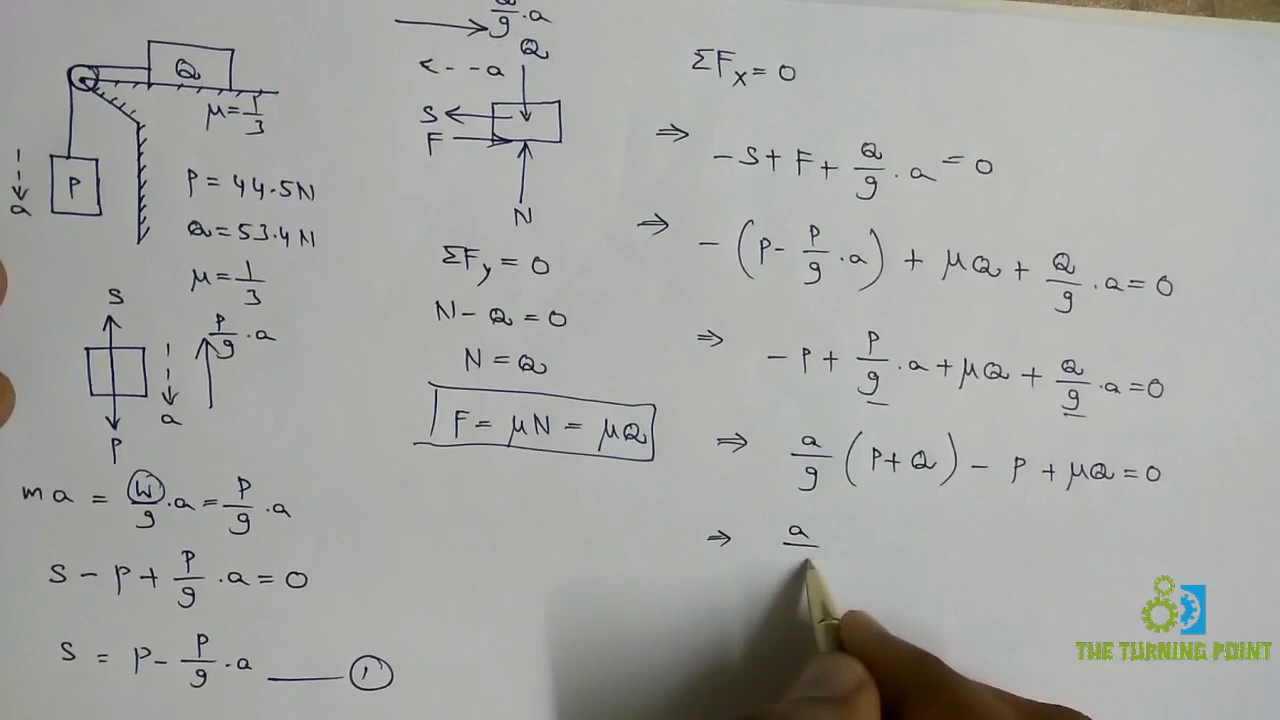 Q
μ = 1/3
P
a
P = 44.5N
Q = 53.4N
μ = 1/3
S
P/g . a
a
P
ma = W/g . a = P/g . a
S - P + P/g . a = 0
S = P - P/g . a ——— 1
Q/g . a
Q
<---a
S
F
N
ΣFy = 0
N - Q = 0
N = Q
F = μN = μQ
ΣFx = 0
⇒ -S + F + Q/g . a = 0
⇒ -(P - P/g . a) + μQ + Q/g . a = 0
⇒ -P + P/g . a + μQ + Q/g . a = 0
⇒ a/g (P+Q) - P + μQ = 0
⇒ a
THE TURNING POINT